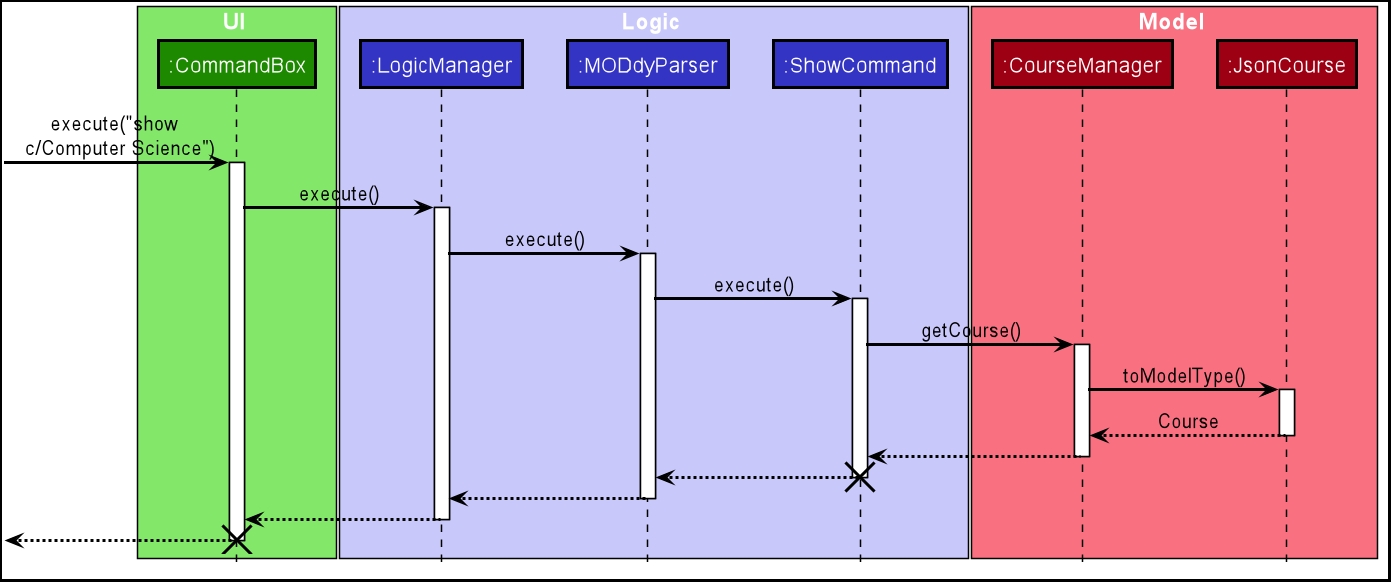 UI
Logic
Model
:CommandBox
:LogicManager
:MODdyParser
:ShowCommand
:CourseManager
:JsonCourse
execute("show
c/Computer Science")
execute()
execute()
execute()
getCourse()
toModelType()
Course